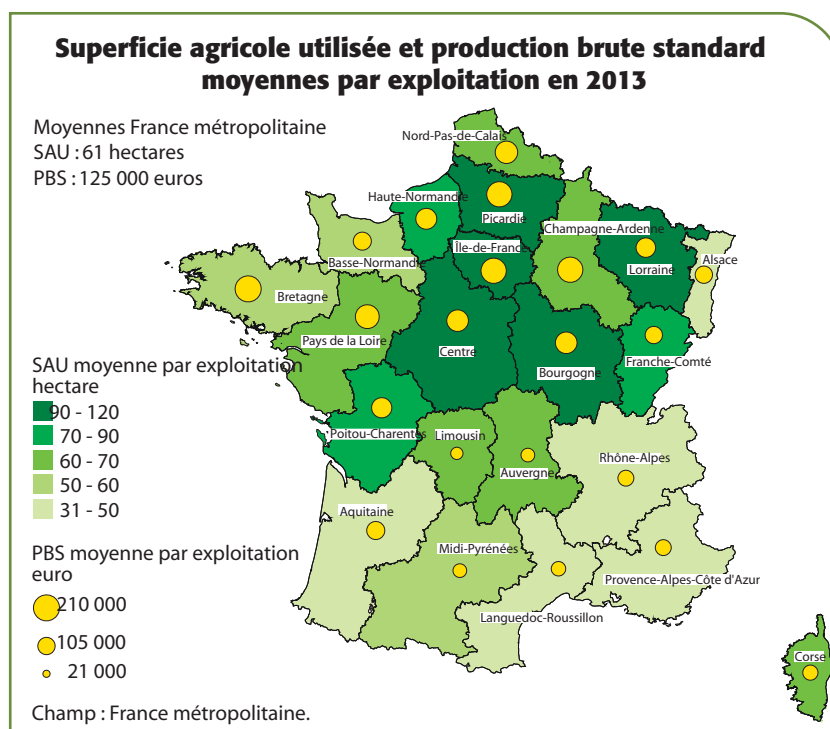 Superficie agricole utilisée et production brute standard
moyennes par exploitation en 2013
Moyennes France métropolitaine
SAU : 61 hectares
PBS : 125 000 euros
Nord-Pas-de-Calais
Haute-Normandie
Picardie
Champagne-Ardenne
Île-de-France
Basse-Normandi
Lorraine
Alsace
Bretagne
Pays de la Loire
Centre
Bourgogne
Franche-Comté
SAU moyenne par exploitation
hectare
90 - 120
70 - 90
60 - 70
50 - 60
31 - 50
Poitou-Charentes
Limousin
Auvergne
Rhône-Alpes
Aquitaine
Midi-Pyrénées
Provence-Alpes-Côte d'Azur
Languedoc-Roussillon
PBS moyenne par exploitation
euro
210 000
105 000
21 000
Corse
Champ : France métropolitaine.